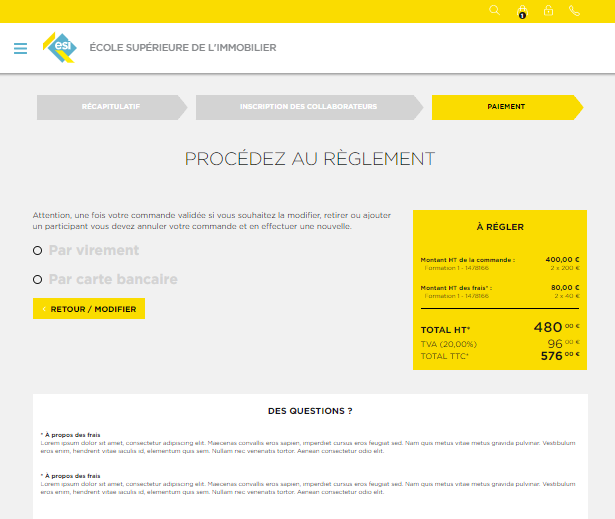 1
esi
ÉCOLE SUPÉRIEURE DE L'IMMOBILIER
RÉCAPITULATIF
INSCRIPTION DES COLLABORATEURS
PAIEMENT
PROCÉDEZ AU RÈGLEMENT
Attention, une fois votre commande validée si vous souhaitez la modifier, retirer ou ajouter
un participant vous devez annuler votre commande et en effectuer une nouvelle.
Par virement
Par carte bancaire
< RETOUR / MODIFIER
À RÉGLER
Montant HT de la commande : 400,00 €
Formation 1 - 1478166 2 x 200 €
Montant HT des frais* : 80,00 €
Formation 1 - 1478166 2 x 40 €
TOTAL HT* 480 00 €
TVA (20,00%) 96 00 €
TOTAL TTC* 576 00 €
DES QUESTIONS ?
* À propos des frais
Lorem ipsum dolor sit amet, consectetur adipiscing elit. Maecenas convallis eros sapien, imperdiet cursus eros feugiat sed. Nam quis metus vitae metus gravida pulvinar. Vestibulum
eros enim, hendrerit vitae iaculis id, elementum quis sem. Nullam nec venenatis tortor. Aenean consectetur odio elit.
* À propos des frais
Lorem ipsum dolor sit amet, consectetur adipiscing elit. Maecenas convallis eros sapien, imperdiet cursus eros feugiat sed. Nam quis metus vitae metus gravida pulvinar. Vestibulum
eros enim, hendrerit vitae iaculis id, elementum quis sem. Nullam nec venenatis tortor. Aenean consectetur odio elit.